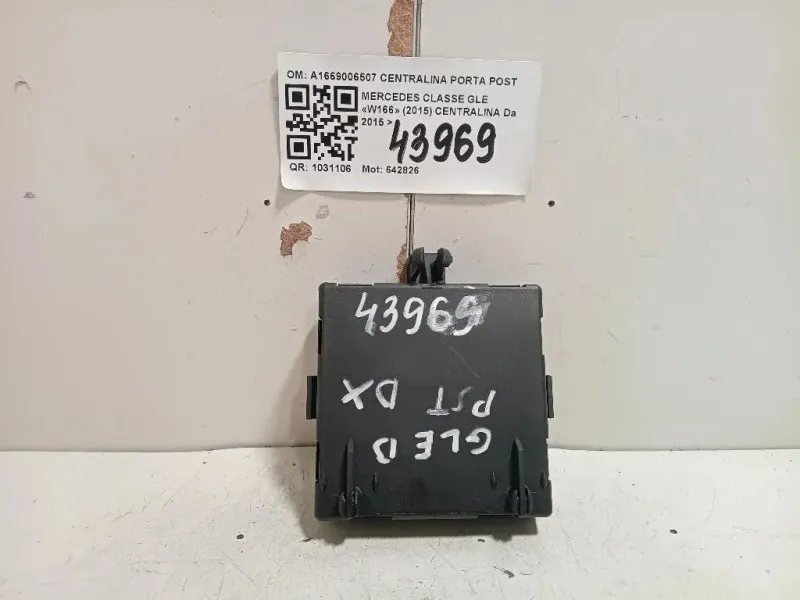 OM: A1669006507 CENTRALINA PORTA POST
MERCEDES CLASSE GLE
«W166» (2015) CENTRALINA Da
2015 >
43969
QR: 1031106 Mot: 642826
43969
PST DX
GLE D